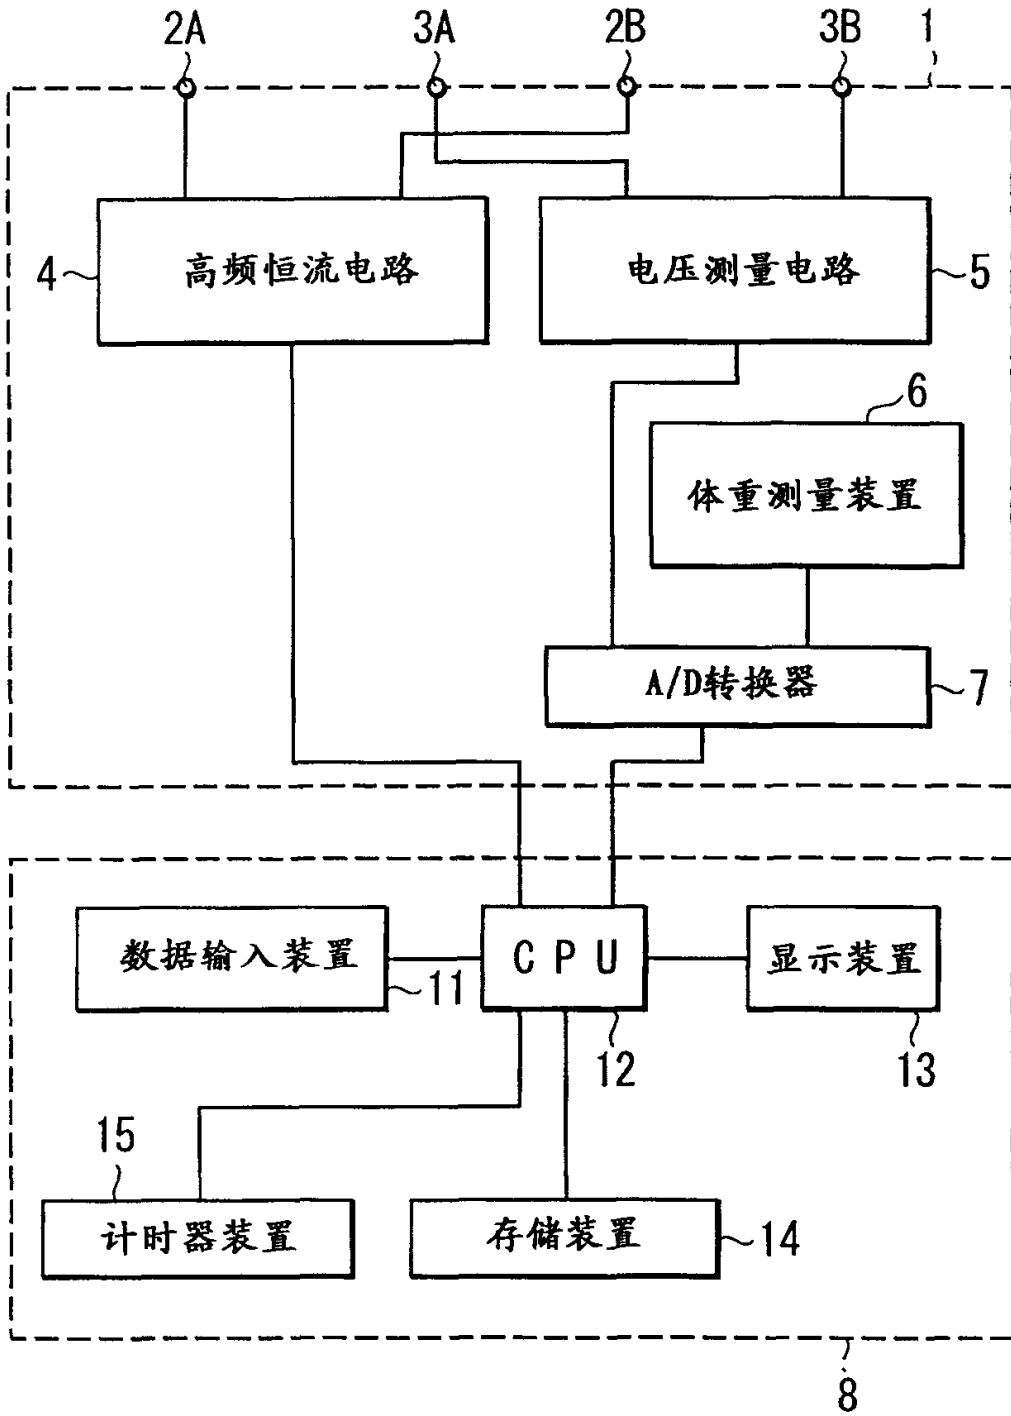 2A 3A 2B 3B 1
4 高频恒流电路 电压测量电路 5
6
体重测量装置
A/D转换器 7
数据输入装置 11 CPU 显示装置
12 13
15
计时器装置 存储装置 14
8